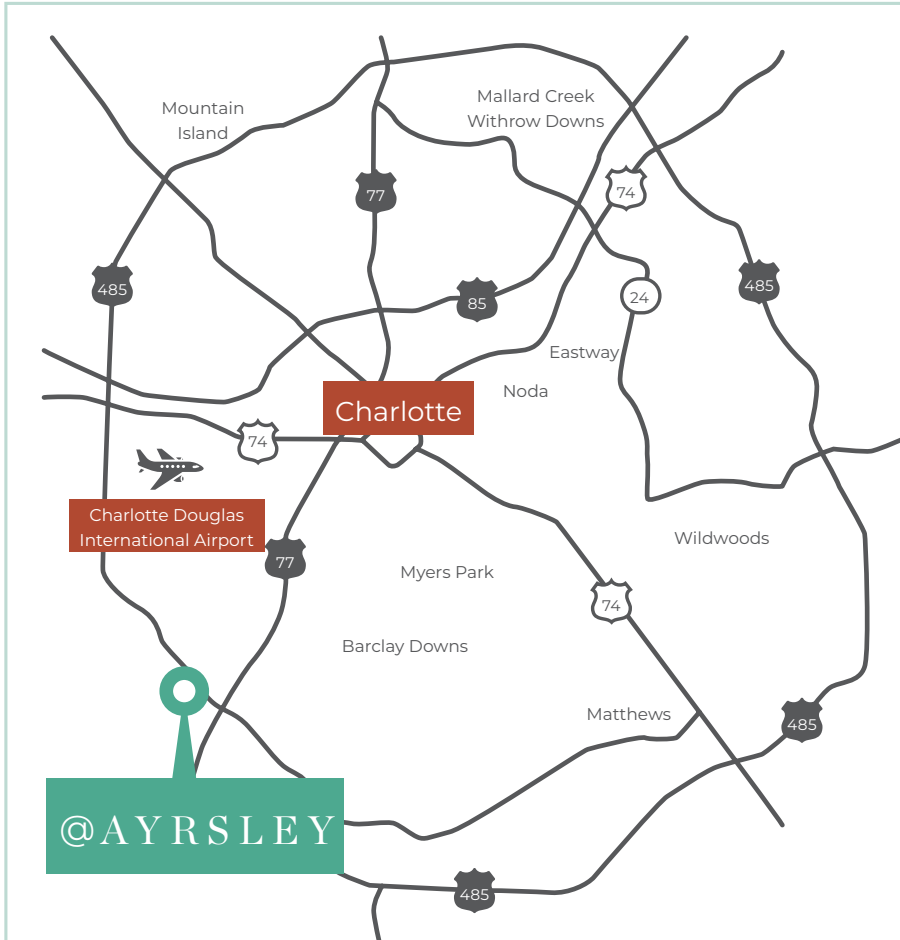 Mountain
Island
Mallard Creek
Withrow Downs
77
74
485
85
24
485
Eastway
Noda
Charlotte
74
Charlotte Douglas
International Airport
77
Wildwoods
Myers Park
74
Barclay Downs
Matthews
485
@AYRSLEY
485